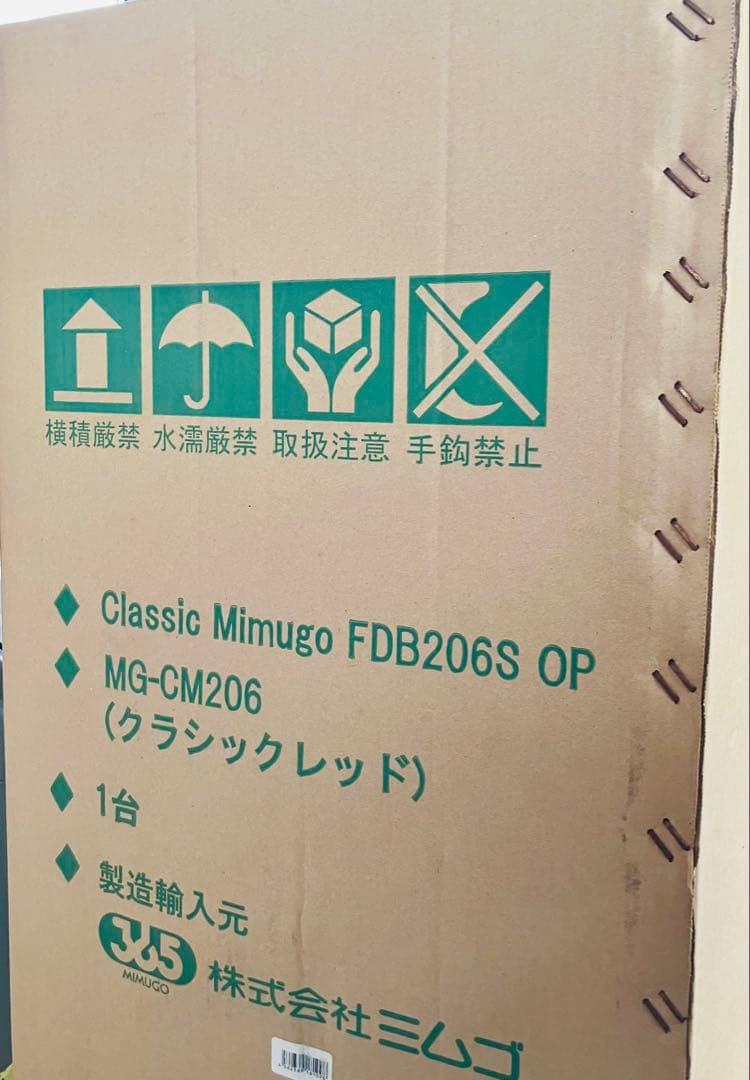 横積厳禁 水濡厳禁 取扱注意 手鈎禁止
Classic Mimugo FDB206S OP
MG-CM206
(クラシックレッド)
1台
製造輸入元
365
MIMUGO
株式会社ミムゴ